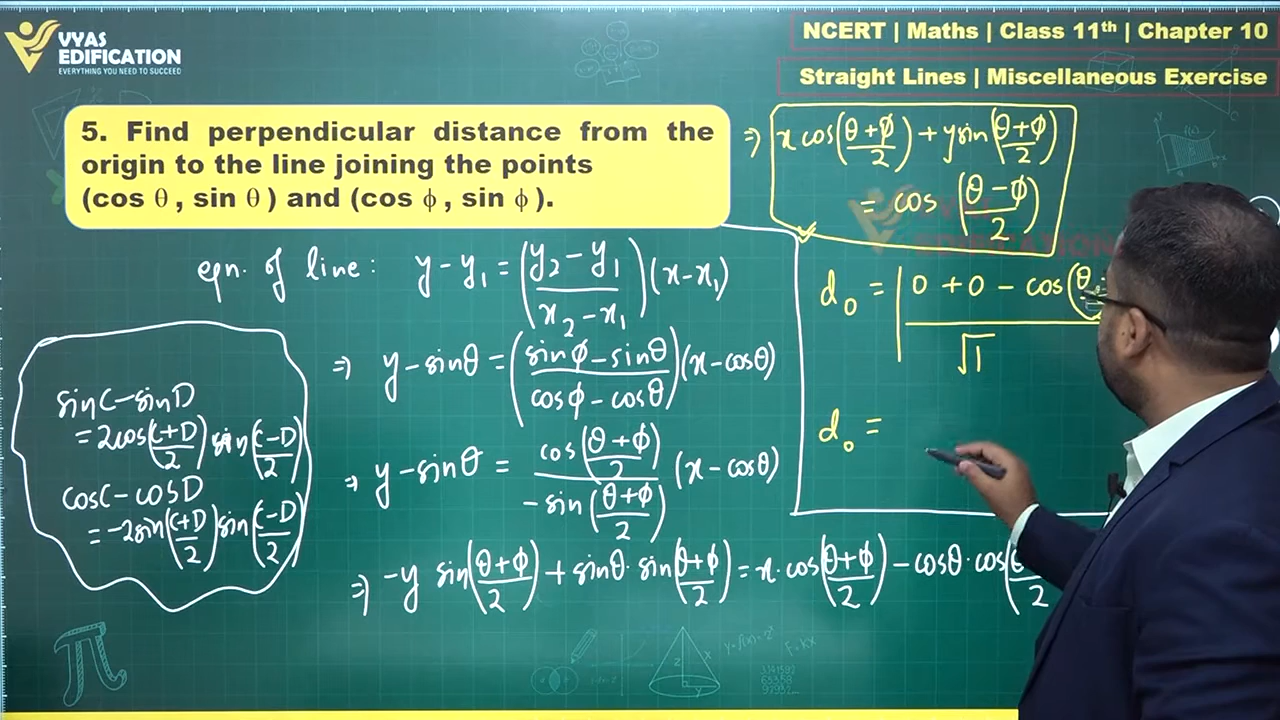 VYAS
EDIFICATION
EVERYTHING YOU NEED TO SUCCEED
NCERT | Maths | Class 11th | Chapter 10
Straight Lines | Miscellaneous Exercise
5. Find perpendicular distance from the
origin to the line joining the points
(cos θ , sin θ ) and (cos ϕ , sin ϕ ).
eqn. of line : y - y₁ = ((y₂ - y₁)/(x₂ - x₁)) (x - x₁)
⇒ y - sinθ = ((sinϕ - sinθ)/(cosϕ - cosθ)) (x - cosθ)
⇒ y - sinθ = cos((θ+ϕ)/2)/(-sin((θ+ϕ)/2)) (x - cosθ)
⇒ -y sin((θ+ϕ)/2) + sinθ · sin((θ+ϕ)/2) = x · cos((θ+ϕ)/2) - cosθ · cos(
sinC - sinD
= 2cos((C+D)/2) sin((C-D)/2)
cosC - cosD
= -2sin((C+D)/2) sin((C-D)/2)
⇒ x cos((θ+ϕ)/2) + y sin((θ+ϕ)/2)
= cos((θ-ϕ)/2)
d₀ = |0 + 0 - cos(θ
√1
d₀ =